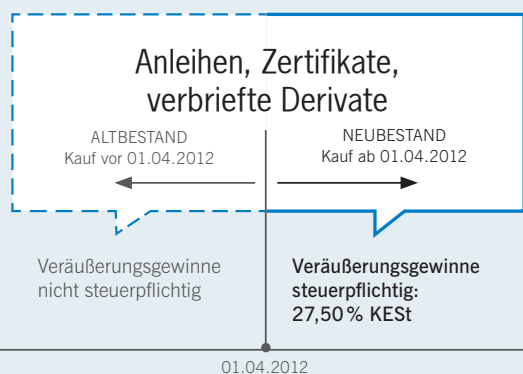 Anleihen, Zertifikate,
verbriefte Derivate
ALTBESTAND
Kauf vor 01.04.2012
NEUBESTAND
Kauf ab 01.04.2012
Veräußerungsgewinne
nicht steuerpflichtig
Veräußerungsgewinne
steuerpflichtig:
27,50 % KESt
01.04.2012